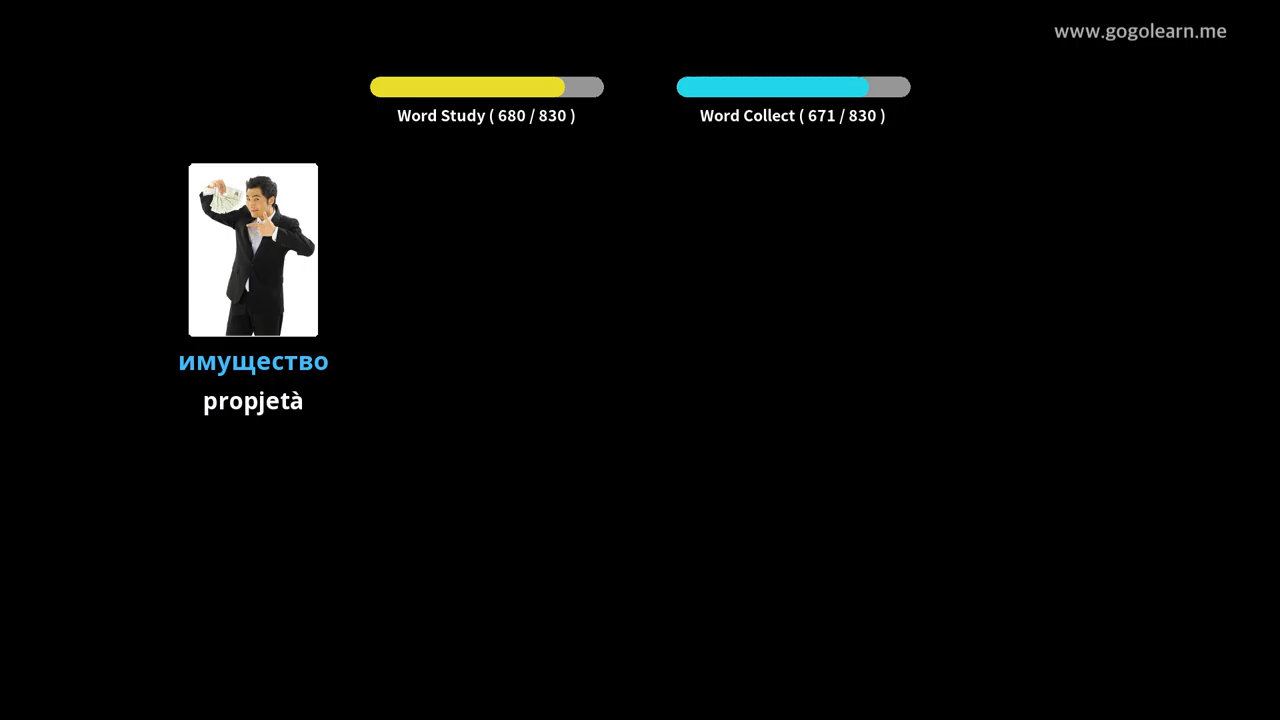 www.gogolearn.me
Word Study ( 680 / 830 )
Word Collect ( 671 / 830 )
имущество
propjetà